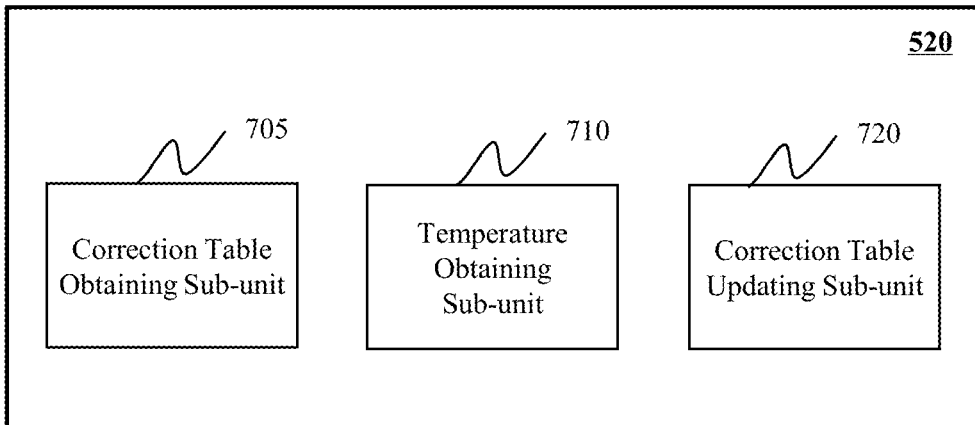 520
705
710
720
Correction Table
Obtaining Sub-unit
Temperature
Obtaining
Sub-unit
Correction Table
Updating Sub-unit